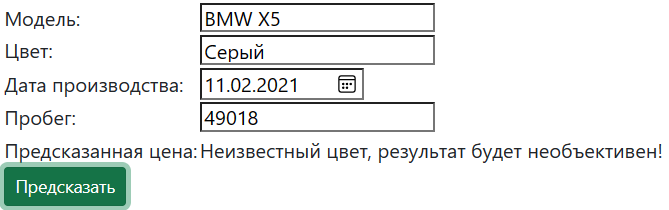 Модель: BMW X5
Цвет: Серый
Дата производства: 11.02.2021
Пробег: 49018
Предсказанная цена: Неизвестный цвет, результат будет необъективен!
Предсказать